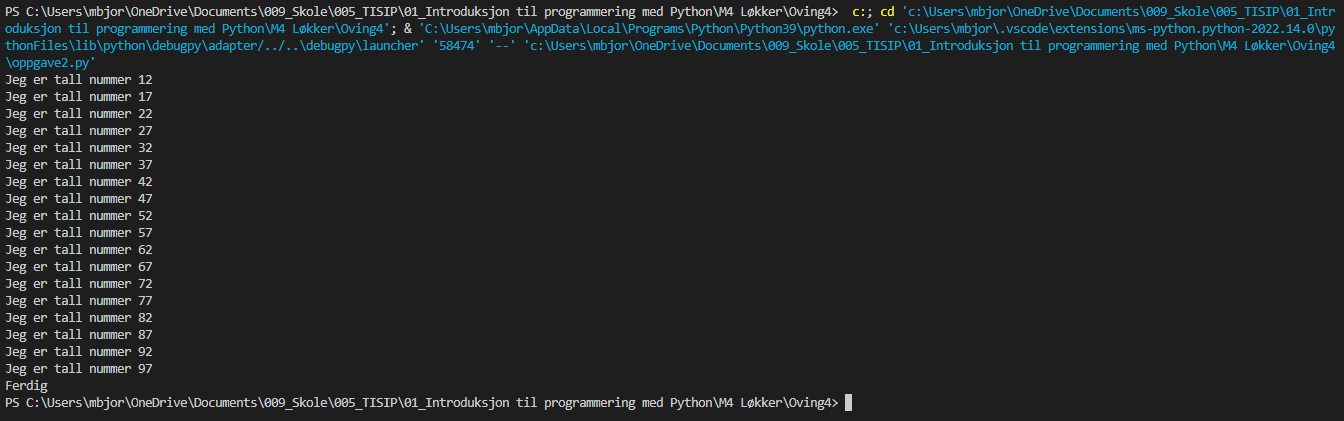 PS C:\Users\mbjor\OneDrive\Documents\009_Skole\005_TISIP\01_Introduksjon til programmering med Python\M4 Løkker\Oving4>  c:; cd 'c:\Users\mbjor\OneDrive\Documents\009_Skole\005_TISIP\01_Intr
oduksjon til programmering med Python\M4 Løkker\Oving4'; & 'C:\Users\mbjor\AppData\Local\Programs\Python\Python39\python.exe' 'c:\Users\mbjor\.vscode\extensions\ms-python.python-2022.14.0\py
thonFiles\lib\python\debugpy\adapter/../..\debugpy\launcher' '58474' '--' 'c:\Users\mbjor\OneDrive\Documents\009_Skole\005_TISIP\01_Introduksjon til programmering med Python\M4 Løkker\Oving4
\oppgave2.py'
Jeg er tall nummer 12
Jeg er tall nummer 17
Jeg er tall nummer 22
Jeg er tall nummer 27
Jeg er tall nummer 32
Jeg er tall nummer 37
Jeg er tall nummer 42
Jeg er tall nummer 47
Jeg er tall nummer 52
Jeg er tall nummer 57
Jeg er tall nummer 62
Jeg er tall nummer 67
Jeg er tall nummer 72
Jeg er tall nummer 77
Jeg er tall nummer 82
Jeg er tall nummer 87
Jeg er tall nummer 92
Jeg er tall nummer 97
Ferdig
PS C:\Users\mbjor\OneDrive\Documents\009_Skole\005_TISIP\01_Introduksjon til programmering med Python\M4 Løkker\Oving4>